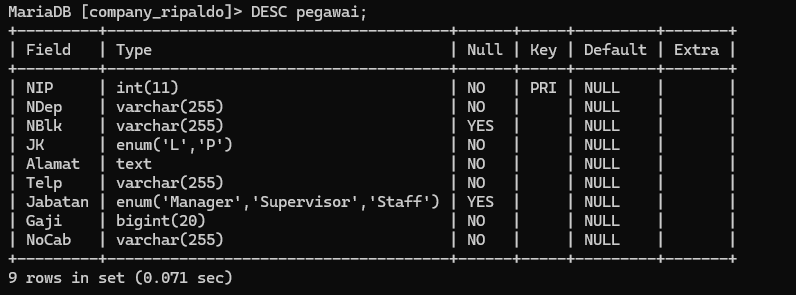 MariaDB [company_ripaldo]> DESC pegawai;
+---------+--------------------------------------+------+-----+---------+-------+
| Field   | Type                                 | Null | Key | Default | Extra |
+---------+--------------------------------------+------+-----+---------+-------+
| NIP     | int(11)                              | NO   | PRI | NULL    |       |
| NDep    | varchar(255)                         | NO   |     | NULL    |       |
| NBlk    | varchar(255)                         | YES  |     | NULL    |       |
| JK      | enum('L','P')                        | NO   |     | NULL    |       |
| Alamat  | text                                 | NO   |     | NULL    |       |
| Telp    | varchar(255)                         | NO   |     | NULL    |       |
| Jabatan | enum('Manager','Supervisor','Staff') | YES  |     | NULL    |       |
| Gaji    | bigint(20)                           | NO   |     | NULL    |       |
| NoCab   | varchar(255)                         | NO   |     | NULL    |       |
+---------+--------------------------------------+------+-----+---------+-------+
9 rows in set (0.071 sec)